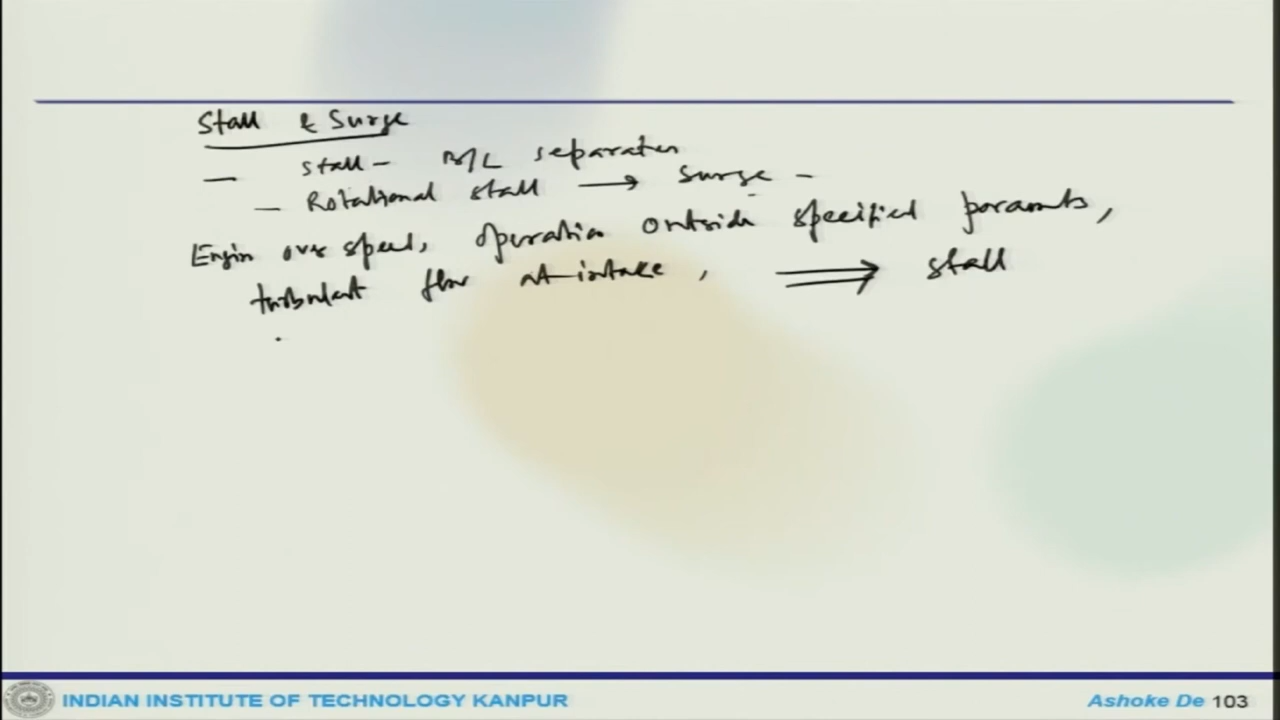 Stall & Surge
— Stall - B/L separation
— Rotational stall → Surge -
Engin over speed, operation outside specified paramts,
turbulent flow at intake, ⟹ stall
INDIAN INSTITUTE OF TECHNOLOGY KANPUR
Ashoke De 103